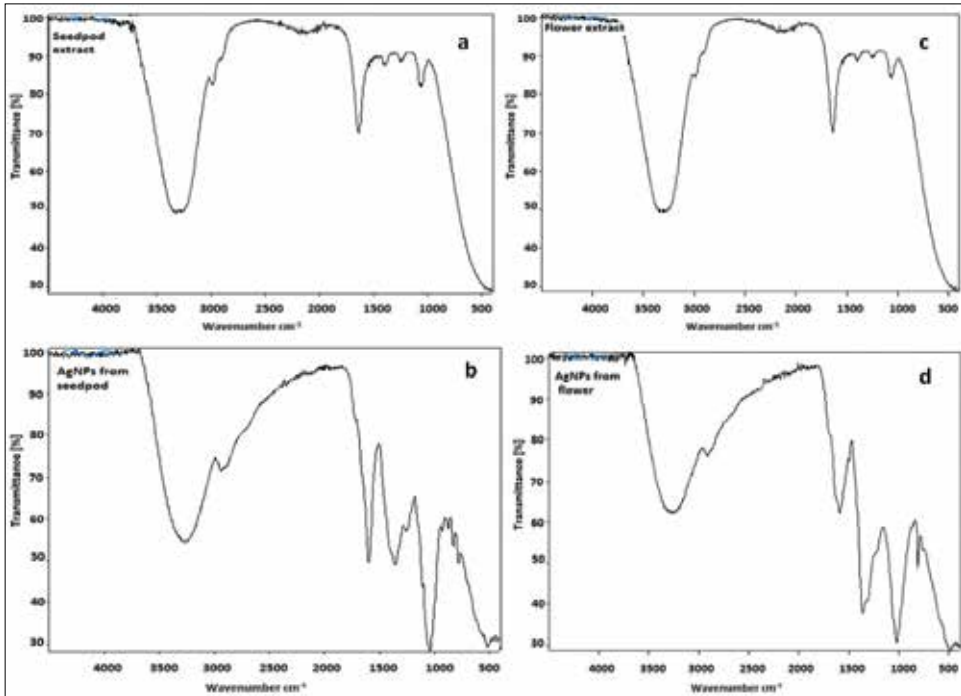 Seedpod
extract
a
Transmittance [%]
100
90
80
70
60
50
40
30
4000 3500 3000 2500 2000 1500 1000 500
Wavenumber cm⁻¹
Flower extract
c
Transmittance [%]
100
90
80
70
60
50
40
30
4000 3500 3000 2500 2000 1500 1000 500
Wavenumber cm⁻¹
AgNPs from
seedpod
b
Transmittance [%]
100
90
80
70
60
50
40
30
4000 3500 3000 2500 2000 1500 1000 500
Wavenumber cm⁻¹
AgNPs from
flower
d
Transmittance [%]
100
90
80
70
60
50
40
30
4000 3500 3000 2500 2000 1500 1000 500
Wavenumber cm⁻¹